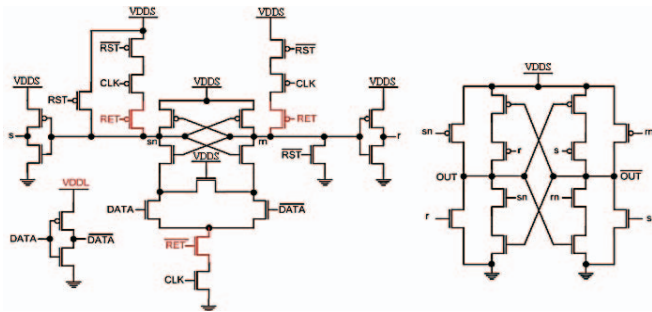 VDDS
VDDS
RST
RST
VDDS
CLK
VDDS
CLK
VDDS
VDDS
RST
RET
RET
sn
s
r
s
sn
rn
r
rn
OUT
OUT
VDDS
RST
sn
rn
VDDL
DATA
DATA
r
s
DATA
DATA
RET
CLK